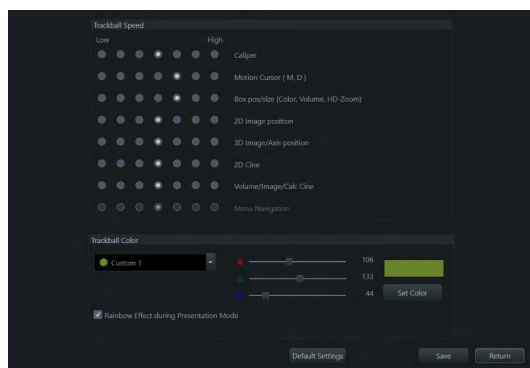 Trackball Speed
Low High
Caliper
Motion Cursor ( M, D )
Box pos/size (Color, Volume, HD-Zoom)
2D Image position
3D Image/Axis position
2D Cine
Volume/Image/Calc Cine
Menu Navigation
Trackball Color
Custom 1
R: 106
G: 133
B: 44
Set Color
Rainbow Effect during Presentation Mode
Default Settings Save Return